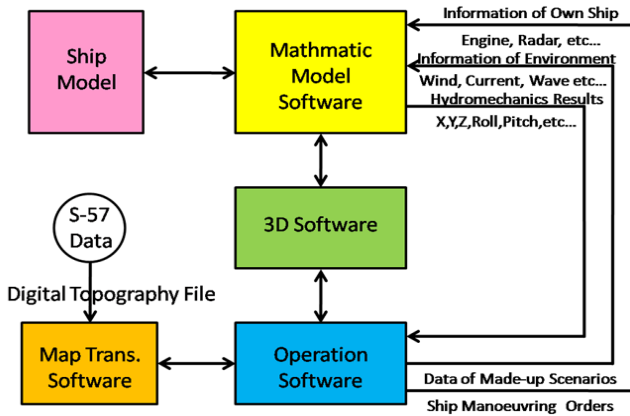 Ship
Model
Mathmatic
Model
Software
Information of Own Ship
Engine, Radar, etc...
Information of Environment
Wind, Current, Wave etc...
Hydromechanics Results
X,Y,Z,Roll,Pitch,etc...
3D Software
S-57
Data
Digital Topography File
Map Trans.
Software
Operation
Software
Data of Made-up Scenarios
Ship Manoeuvring Orders